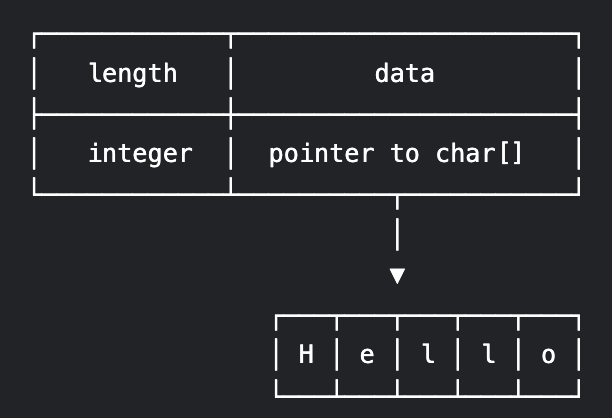 length data
integer pointer to char[]
H e l l o